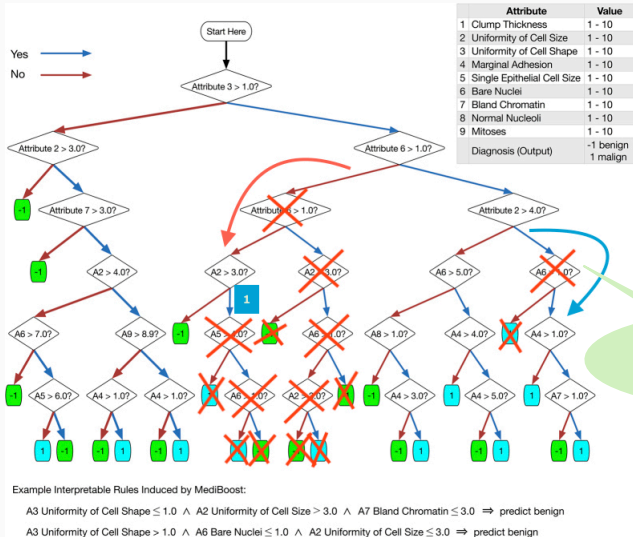 Start Here
Yes
No
Attribute Value
1 Clump Thickness 1 - 10
2 Uniformity of Cell Size 1 - 10
3 Uniformity of Cell Shape 1 - 10
4 Marginal Adhesion 1 - 10
5 Single Epithelial Cell Size 1 - 10
6 Bare Nuclei 1 - 10
7 Bland Chromatin 1 - 10
8 Normal Nucleoli 1 - 10
9 Mitoses 1 - 10
Diagnosis (Output) -1 benign
1 malign
Attribute 3 > 1.0?
Attribute 2 > 3.0? Attribute 6 > 1.0?
-1 Attribute 7 > 3.0? Attribute > 1.0? Attribute 2 > 4.0?
-1 A2 > 4.0? A2 > 3.0? A2 3.0? A6 > 5.0? A6
1
A6 > 7.0? A9 > 8.9? -1 A5 A6 A8 > 1.0? A4 > 4.0? A4 > 1.0?
-1 A5 > 6.0? A4 > 1.0? A4 > 1.0? A6 A2 -1 A4 > 3.0? 1 A4 > 5.0? 1 A7 > 1.0?
1 -1 -1 1 -1 1 -1 1 -1 1 -1 1
Example Interpretable Rules Induced by MediBoost:
A3 Uniformity of Cell Shape ≤ 1.0 ∧ A2 Uniformity of Cell Size > 3.0 ∧ A7 Bland Chromatin ≤ 3.0 ⇒ predict benign
A3 Uniformity of Cell Shape > 1.0 ∧ A6 Bare Nuclei ≤ 1.0 ∧ A2 Uniformity of Cell Size ≤ 3.0 ⇒ predict benign